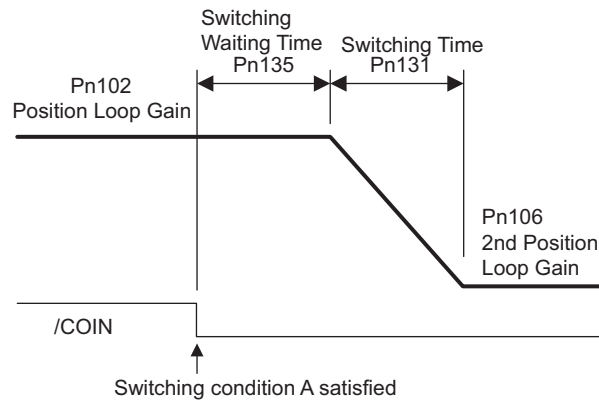 Switching
Waiting Time
Pn135
Switching Time
Pn131
Pn102
Position Loop Gain
Pn106
2nd Position
Loop Gain
/COIN
Switching condition A satisfied